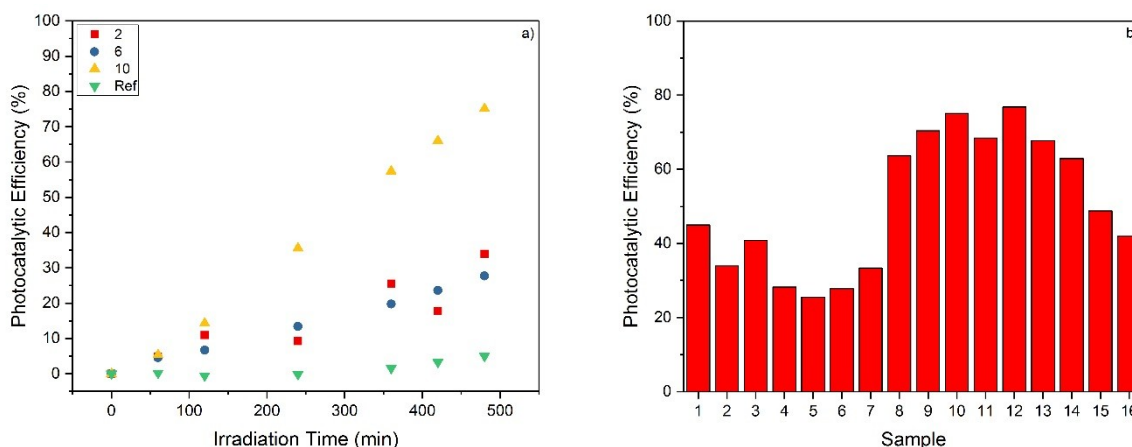 a)
2
6
10
Ref
100
90
80
70
60
50
40
30
20
10
0
Photocatalytic Efficiency (%)
0 100 200 300 400 500
Irradiation Time (min)
b
100
80
60
40
20
0
Photocatalytic Efficiency (%)
1 2 3 4 5 6 7 8 9 10 11 12 13 14 15 16
Sample